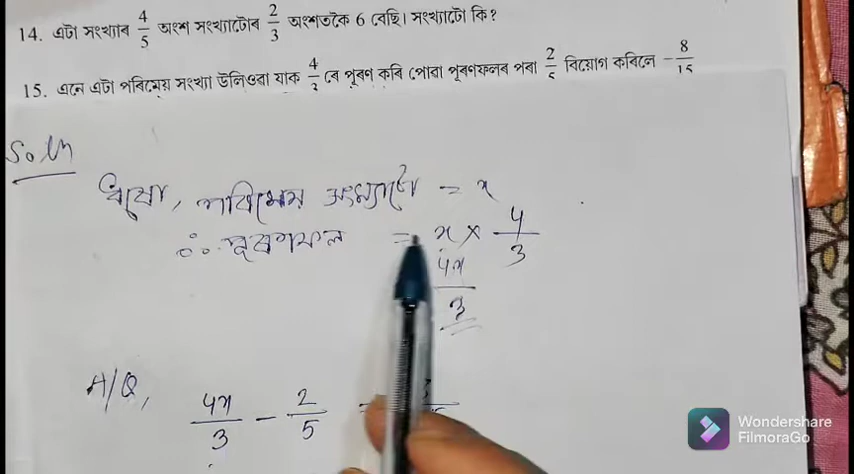 14. এটা সংখ্যাৰ 4/5 অংশ সংখ্যাটোৰ 2/3 অংশতকৈ 6 বেছি। সংখ্যাটো কি?
15. এনে এটা পৰিমেয় সংখ্যা উলিওৱা যাক 4/3 ৰে পূৰণ কৰি পোৱা পূৰণফলৰ পৰা 2/5 বিয়োগ কৰিলে -8/15
Soln
ধৰো, পৰিমেয় সংখ্যাটো = x
∴ পূৰণফল = x × 4/3
4x/3
A/Q, 4x/3 - 2/5 =
Wondershare
FilmoraGo